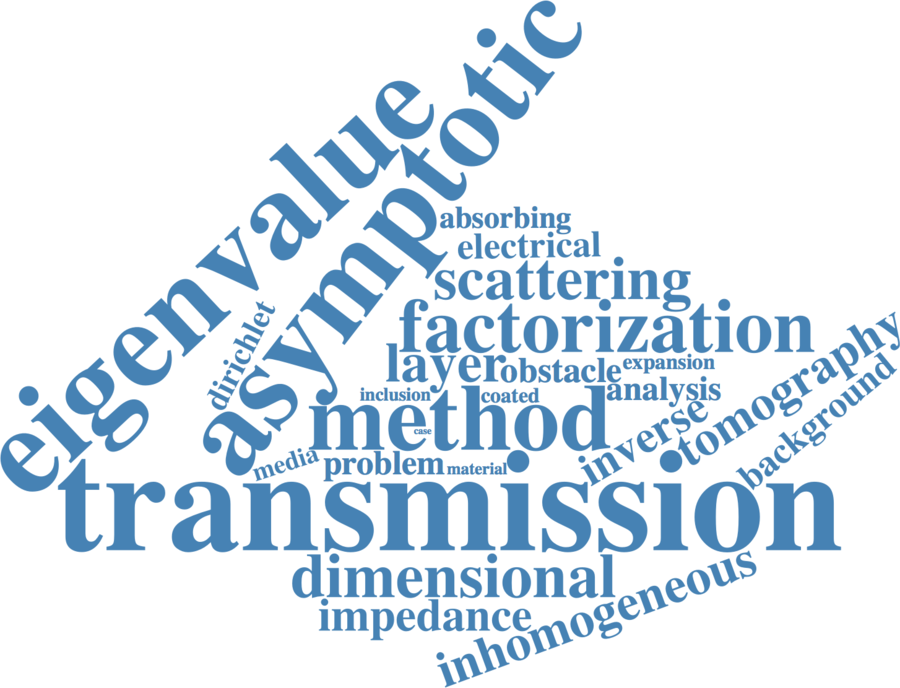 eigenvalue
asymptotic
absorbing
electrical
scattering
factorization
dirichlet
layer
obstacle
expansion
tomography
inclusion
coated
analysis
method
case
inverse
background
media
problem
material
transmission
dimensional
impedance
inhomogeneous